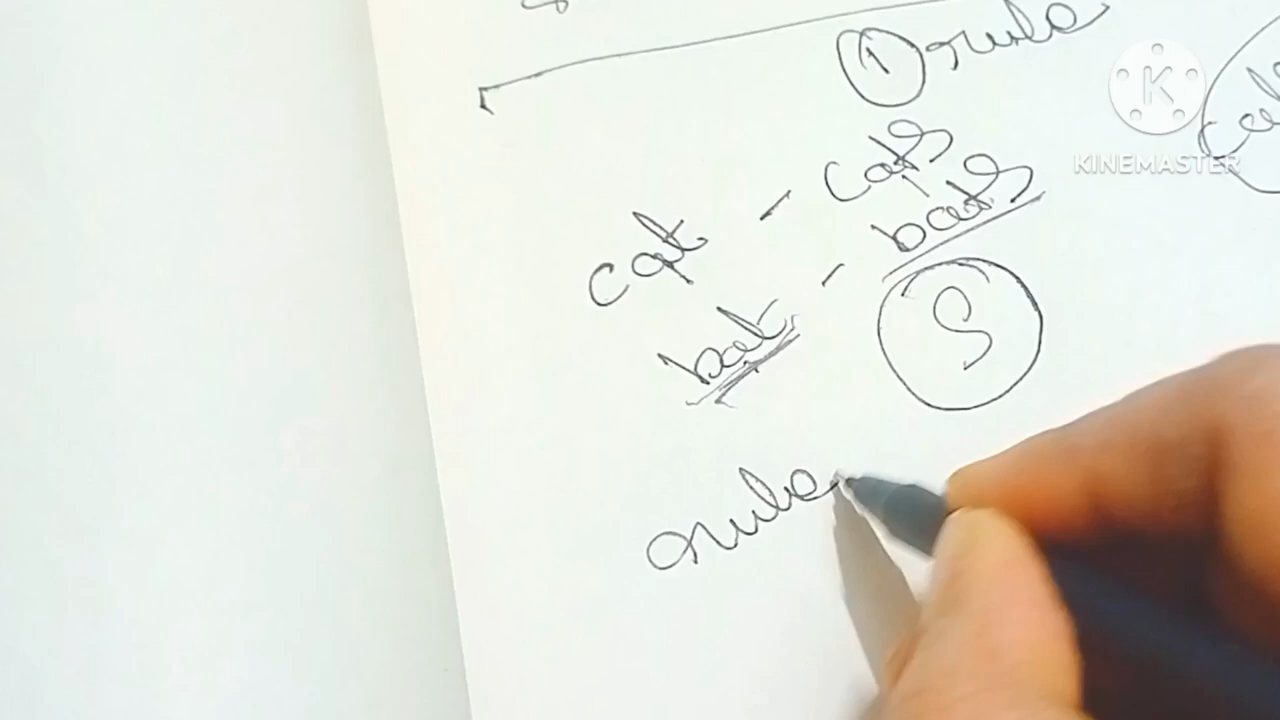 ① rule
cat - cats
bat - bats
S
rule
K
KINEMASTER